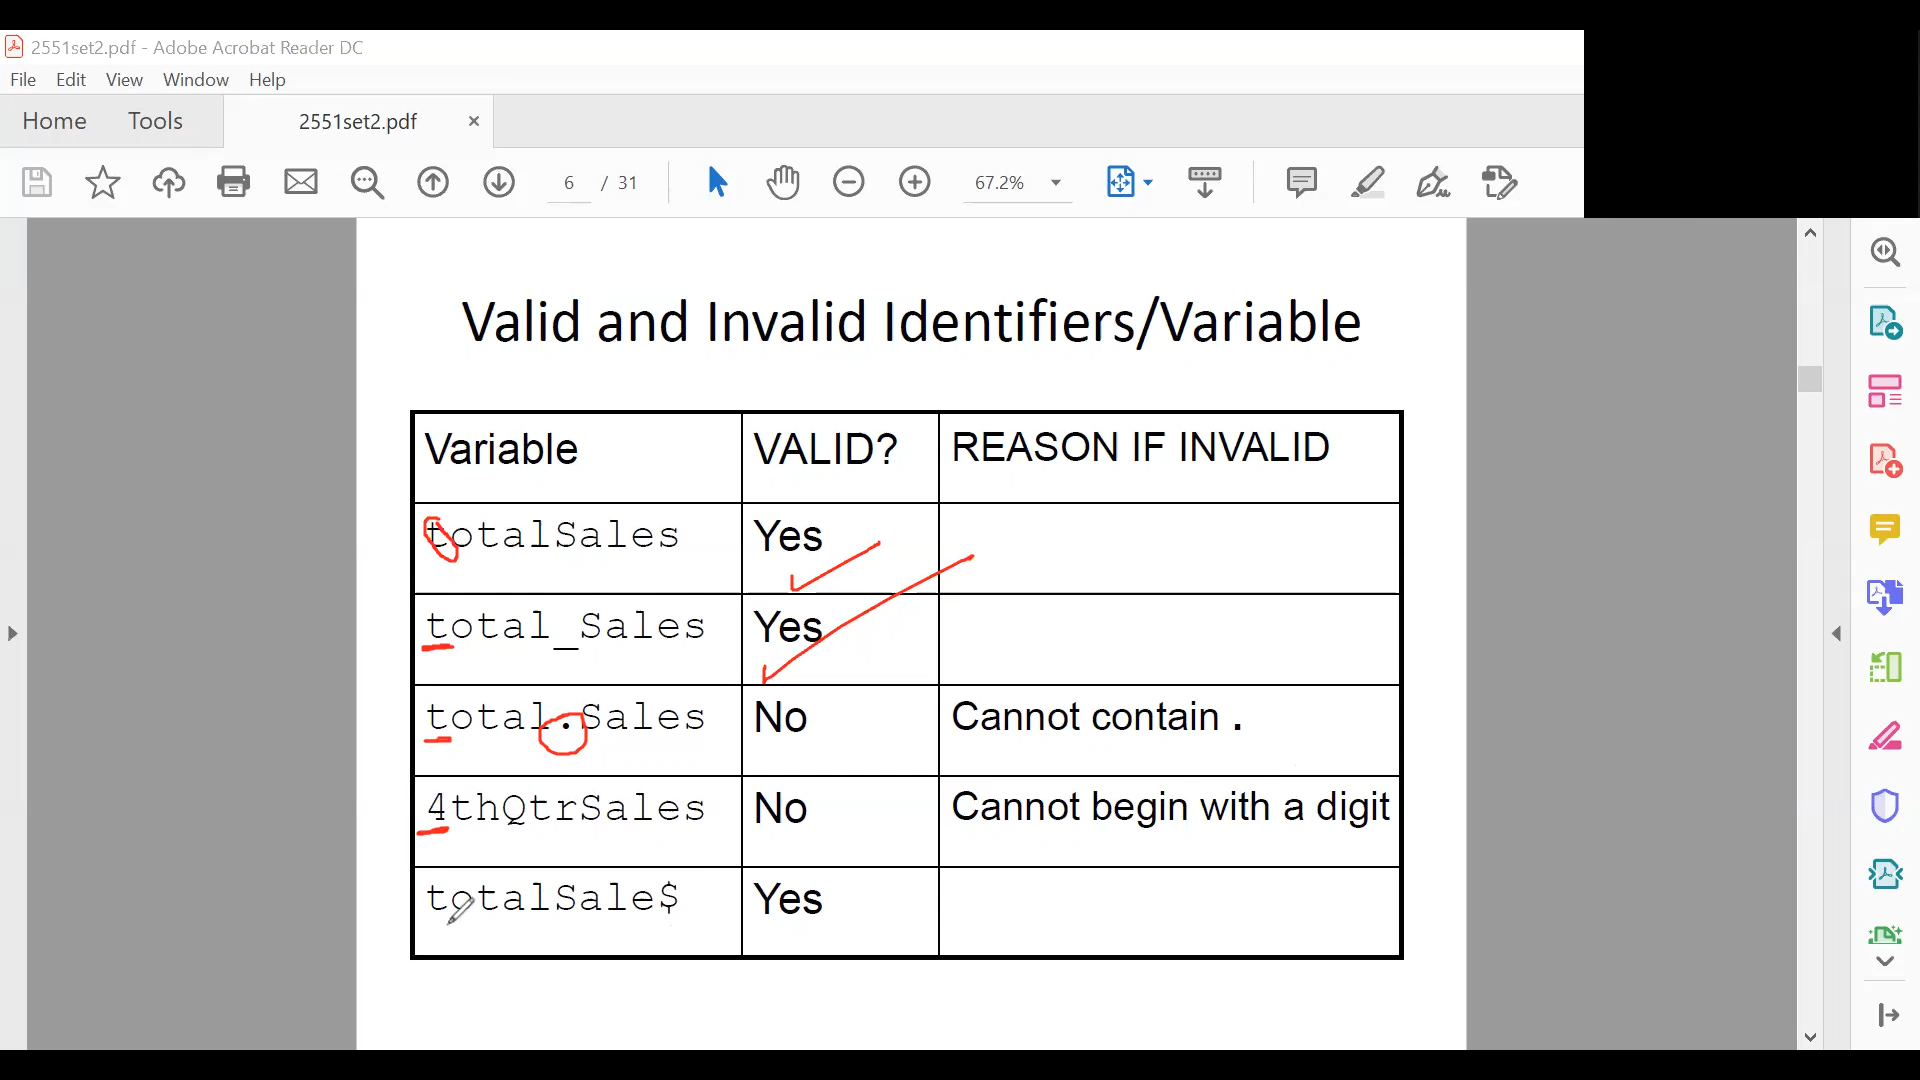 2551set2.pdf - Adobe Acrobat Reader DC
File Edit View Window Help
Home Tools 2551set2.pdf ×
6 / 31 67.2%
Valid and Invalid Identifiers/Variable
Variable VALID? REASON IF INVALID
totalSales Yes
total_Sales Yes
total.Sales No Cannot contain .
4thQtrSales No Cannot begin with a digit
totalSale$ Yes